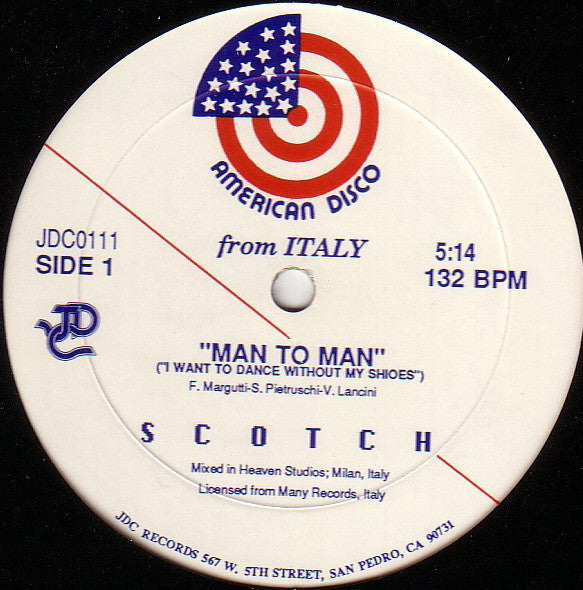 AMERICAN DISCO
from ITALY
JDC0111
SIDE 1
5:14
132 BPM
JDC
"MAN TO MAN"
("I WANT TO DANCE WITHOUT MY SHIOES")
F. Margutti-S. Pietruschi-V. Lancini
SCOTCH
Mixed in Heaven Studios; Milan, Italy
Licensed from Many Records, Italy
JDC RECORDS 567 W. 5TH STREET, SAN PEDRO, CA 90731